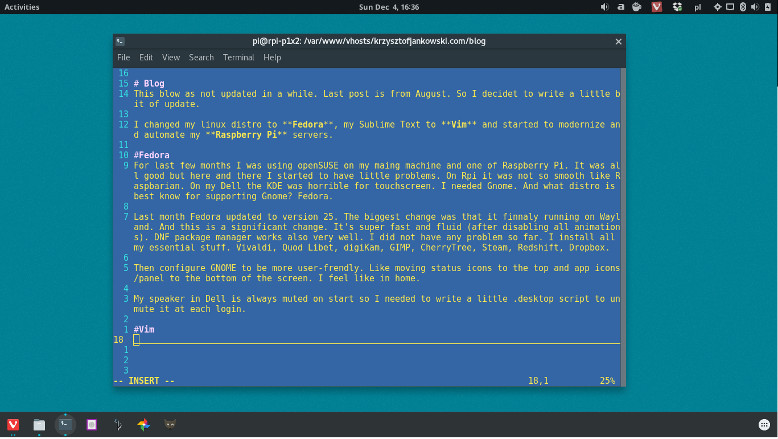 Activities
Sun Dec 4, 16:36
a
pl
pi@rpi-p1x2: /var/www/vhosts/krzysztofjankowski.com/blog
File Edit View Search Terminal Help
16
15 # Blog
14 This blow as not updated in a while. Last post is from August. So I decidet to write a little b
it of update.
13
12 I changed my linux distro to **Fedora**, my Sublime Text to **Vim** and started to modernize an
d automate my **Raspberry Pi** servers.
11
10 #Fedora
9 For last few months I was using openSUSE on my maing machine and one of Raspberry Pi. It was al
l good but here and there I started to have little problems. On Rpi it was not so smooth like R
aspbarian. On my Dell the KDE was horrible for touchscreen. I needed Gnome. And what distro is
best know for supporting Gnome? Fedora.
8
7 Last month Fedora updated to version 25. The biggest change was that it finnaly running on Wayl
and. And this is a significant change. It's super fast and fluid (after disabling all animation
s). DNF package manager works also very well. I did not have any problem so far. I install all
my essential stuff. Vivaldi, Quod Libet, digiKam, GIMP, CherryTree, Steam, Redshift, Dropbox.
6
5 Then configure GNOME to be more user-frendly. Like moving status icons to the top and app icons
/panel to the bottom of the screen. I feel like in home.
4
3 My speaker in Dell is always muted on start so I needed to write a little .desktop script to un
mute it at each login.
2
1 #Vim
18
1
2
3
-- INSERT -- 18,1 25%